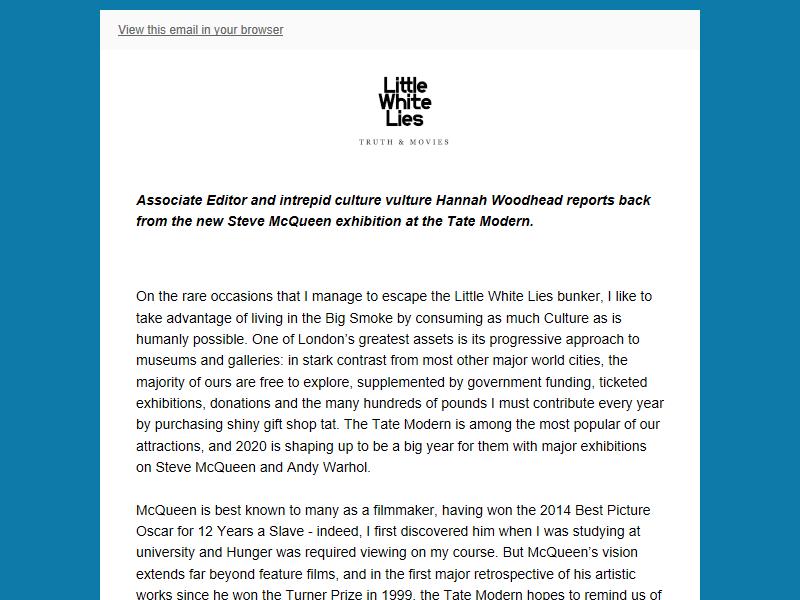 View this email in your browser
Little
White
Lies
TRUTH & MOVIES
Associate Editor and intrepid culture vulture Hannah Woodhead reports back
from the new Steve McQueen exhibition at the Tate Modern.
On the rare occasions that I manage to escape the Little White Lies bunker, I like to
take advantage of living in the Big Smoke by consuming as much Culture as is
humanly possible. One of London’s greatest assets is its progressive approach to
museums and galleries: in stark contrast from most other major world cities, the
majority of ours are free to explore, supplemented by government funding, ticketed
exhibitions, donations and the many hundreds of pounds I must contribute every year
by purchasing shiny gift shop tat. The Tate Modern is among the most popular of our
attractions, and 2020 is shaping up to be a big year for them with major exhibitions
on Steve McQueen and Andy Warhol.
McQueen is best known to many as a filmmaker, having won the 2014 Best Picture
Oscar for 12 Years a Slave - indeed, I first discovered him when I was studying at
university and Hunger was required viewing on my course. But McQueen’s vision
extends far beyond feature films, and in the first major retrospective of his artistic
works since he won the Turner Prize in 1999, the Tate Modern hopes to remind us of